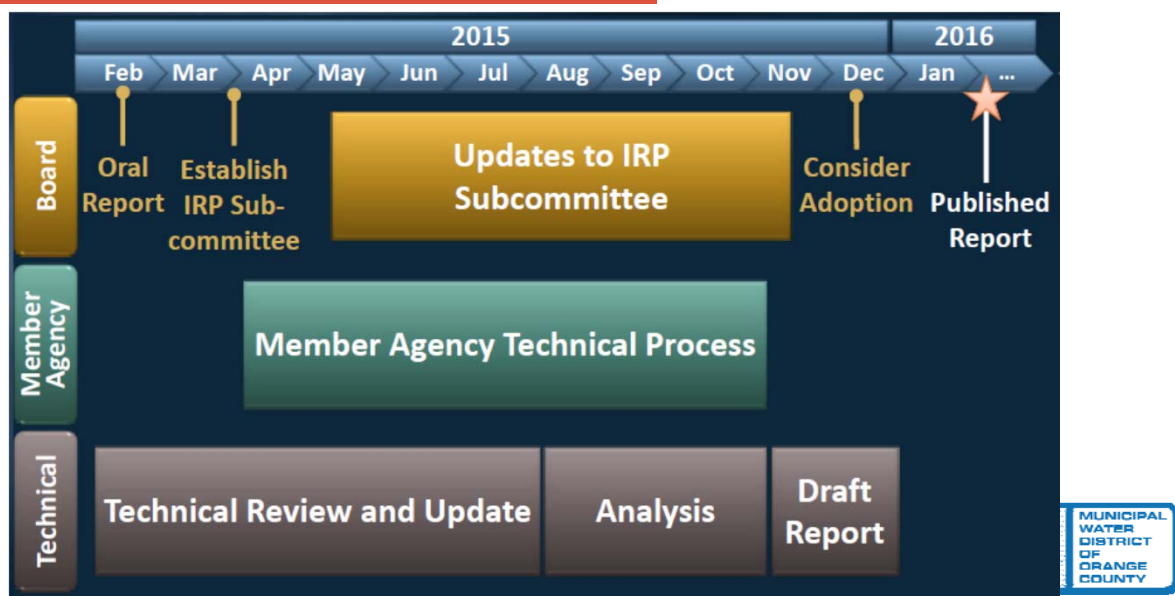 2015
2016
Feb Mar Apr May Jun Jul Aug Sep Oct Nov Dec Jan ...
Board
Oral
Report
Establish
IRP Sub-
committee
Updates to IRP
Subcommittee
Consider
Adoption
Published
Report
Member
Agency
Member Agency Technical Process
Technical
Technical Review and Update
Analysis
Draft
Report
MUNICIPAL
WATER
DISTRICT
OF
ORANGE
COUNTY